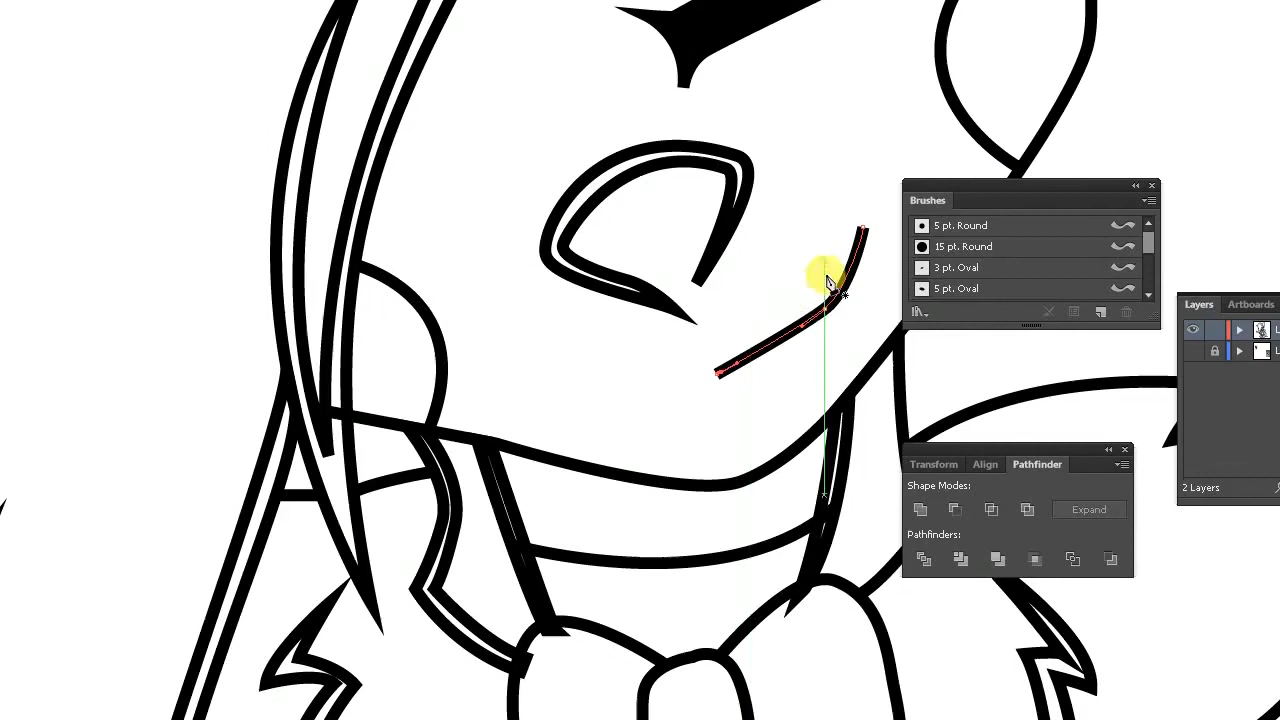 Brushes
5 pt. Round
15 pt. Round
3 pt. Oval
5 pt. Oval
Layers Artboards
L
L
2 Layers
Transform Align Pathfinder
Shape Modes:
Expand
Pathfinders: